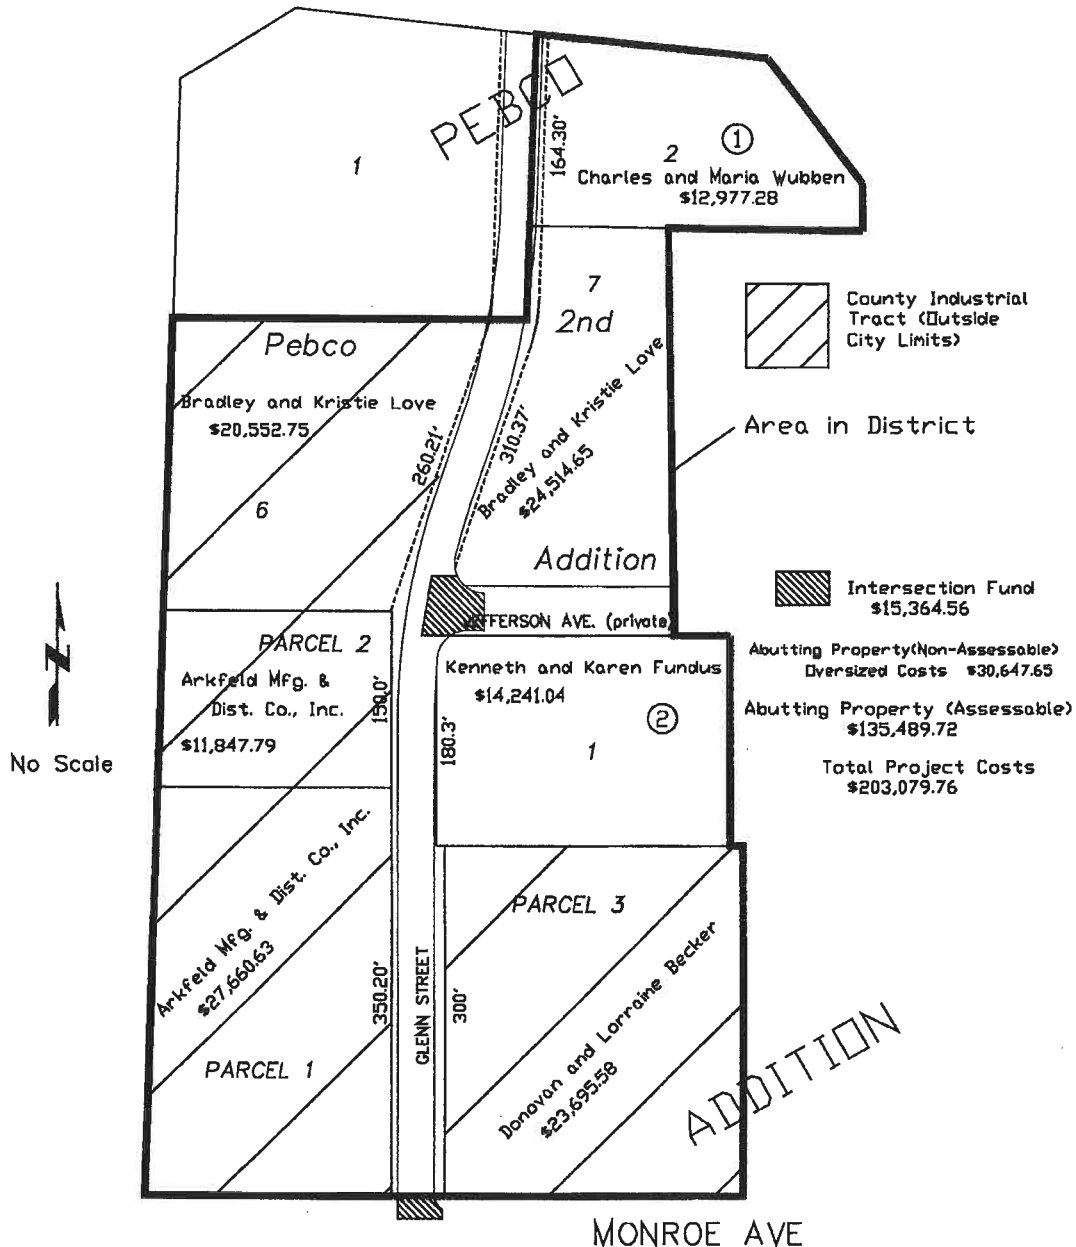 PEBCO
1
164.30'
1
2
Charles and Maria Wubben
$12,977.28
7
2nd
County Industrial
Tract (Outside
City Limits)
Pebco
Bradley and Kristie Love
$20,552.75
6
260.21'
310.37'
Bradley and Kristie Love
$24,514.65
Area in District
Addition
Intersection Fund
$15,364.56
JEFFERSON AVE. (private)
PARCEL 2
Arkfeld Mfg. &
Dist. Co., Inc.
$11,847.79
150.0'
Kenneth and Karen Fundus
$14,241.04
2
1
180.3'
Abutting Property(Non-Assessable)
Oversized Costs $30,647.65
Abutting Property (Assessable)
$135,489.72
Total Project Costs
$203,079.76
No Scale
N
Arkfeld Mfg. & Dist. Co., Inc.
$27,660.63
PARCEL 1
350.20'
GLENN STREET
300'
PARCEL 3
Donovan and Lorraine Becker
$23,695.58
ADDITION
MONROE AVE